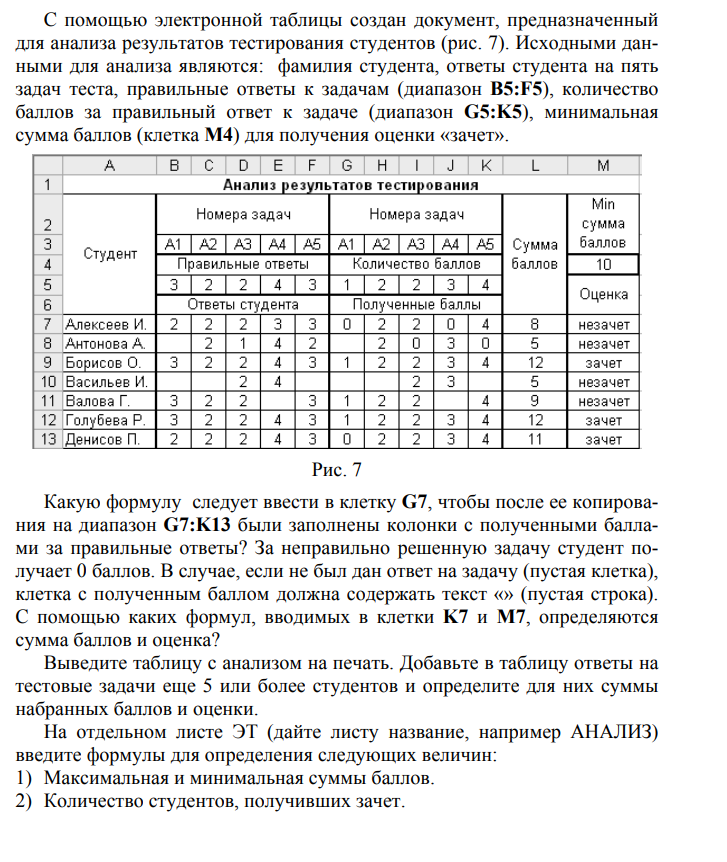 С помощью электронной таблицы создан документ, предназначенный
для анализа результатов тестирования студентов (рис. 7). Исходными дан-
ными для анализа являются: фамилия студента, ответы студента на пять
задач теста, правильные ответы к задачам (диапазон B5:F5), количество
баллов за правильный ответ к задаче (диапазон G5:K5), минимальная
сумма баллов (клетка M4) для получения оценки «зачет».
A B C D E F G H I J K L M
1 Анализ результатов тестирования
2 Студент Номера задач Номера задач Сумма баллов Min сумма баллов
3 A1 A2 A3 A4 A5 A1 A2 A3 A4 A5
4 Правильные ответы Количество баллов 10
5 3 2 2 4 3 1 2 2 3 4 Оценка
6 Ответы студента Полученные баллы
7 Алексеев И. 2 2 2 3 3 0 2 2 0 4 8 незачет
8 Антонова А. 2 1 4 2 2 0 3 0 5 незачет
9 Борисов О. 3 2 2 4 3 1 2 2 3 4 12 зачет
10 Васильев И. 2 4 2 3 5 незачет
11 Валова Г. 3 2 2 3 1 2 2 4 9 незачет
12 Голубева Р. 3 2 2 4 3 1 2 2 3 4 12 зачет
13 Денисов П. 2 2 2 4 3 0 2 2 3 4 11 зачет
Рис. 7
Какую формулу следует ввести в клетку G7, чтобы после ее копирова-
ния на диапазон G7:K13 были заполнены колонки с полученными балла-
ми за правильные ответы? За неправильно решенную задачу студент по-
лучает 0 баллов. В случае, если не был дан ответ на задачу (пустая клетка),
клетка с полученным баллом должна содержать текст «» (пустая строка).
С помощью каких формул, вводимых в клетки K7 и M7, определяются
сумма баллов и оценка?
Выведите таблицу с анализом на печать. Добавьте в таблицу ответы на
тестовые задачи еще 5 или более студентов и определите для них суммы
набранных баллов и оценки.
На отдельном листе ЭТ (дайте листу название, например АНАЛИЗ)
введите формулы для определения следующих величин:
1) Максимальная и минимальная суммы баллов.
2) Количество студентов, получивших зачет.